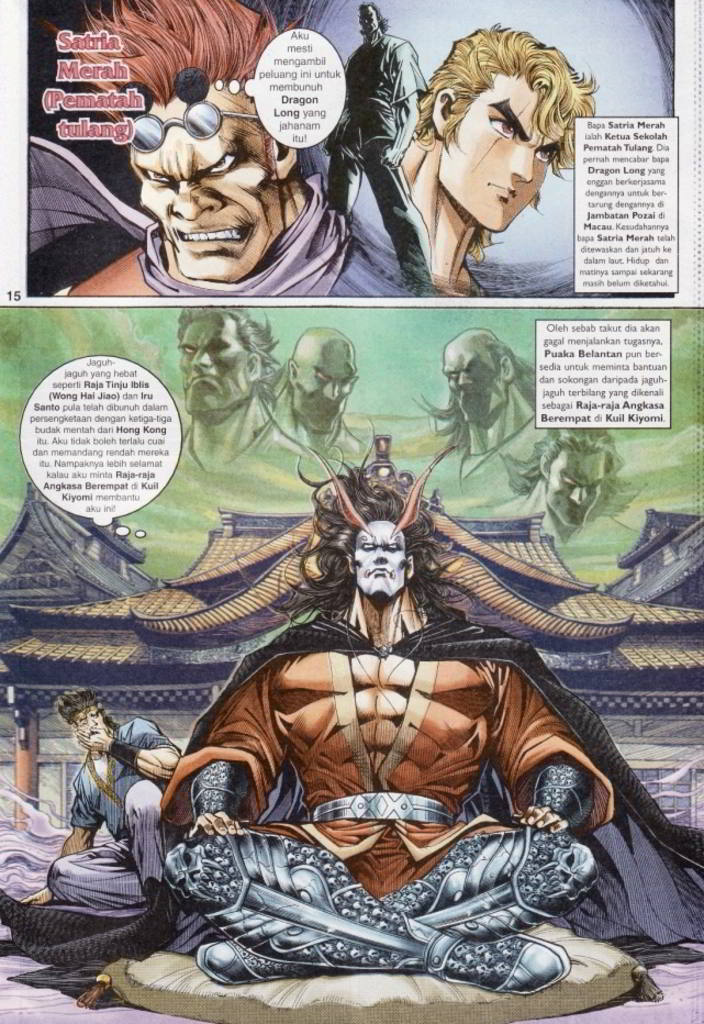 Satria
Merah
(Pematah
tulang)
Aku
mesti
mengambil
peluang ini untuk
membunuh
Dragon
Long yang
jahanam
itu!
Bapa Satria Merah
ialah Ketua Sekolah
Pematah Tulang. Dia
pernah mencabar bapa
Dragon Long yang
enggan berkerjasama
dengannya untuk ber-
tarung dengannya di
Jambatan Pozai di
Macau. Kesudahannya
bapa Satria Merah telah
ditewaskan dan jatuh ke
dalam laut. Hidup dan
matinya sampai sekarang
masih belum diketahui.
15
Jaguh-
jaguh yang hebat
seperti Raja Tinju Iblis
(Wong Hai Jiao) dan Iru
Santo pula telah dibunuh dalam
persengketaan dengan ketiga-tiga
budak mentah dari Hong Kong
itu. Aku tidak boleh terlalu cuai
dan memandang rendah mereka
itu. Nampaknya lebih selamat
kalau aku minta Raja-raja
Angkasa Berempat di Kuil
Kiyomi membantu
aku ini!
Oleh sebab takut dia akan
gagal menjalankan tugasnya,
Puaka Belantan pun ber-
sedia untuk meminta bantuan
dan sokongan daripada jaguh-
jaguh terbilang yang dikenali
sebagai Raja-raja Angkasa
Berempat di Kuil Kiyomi.